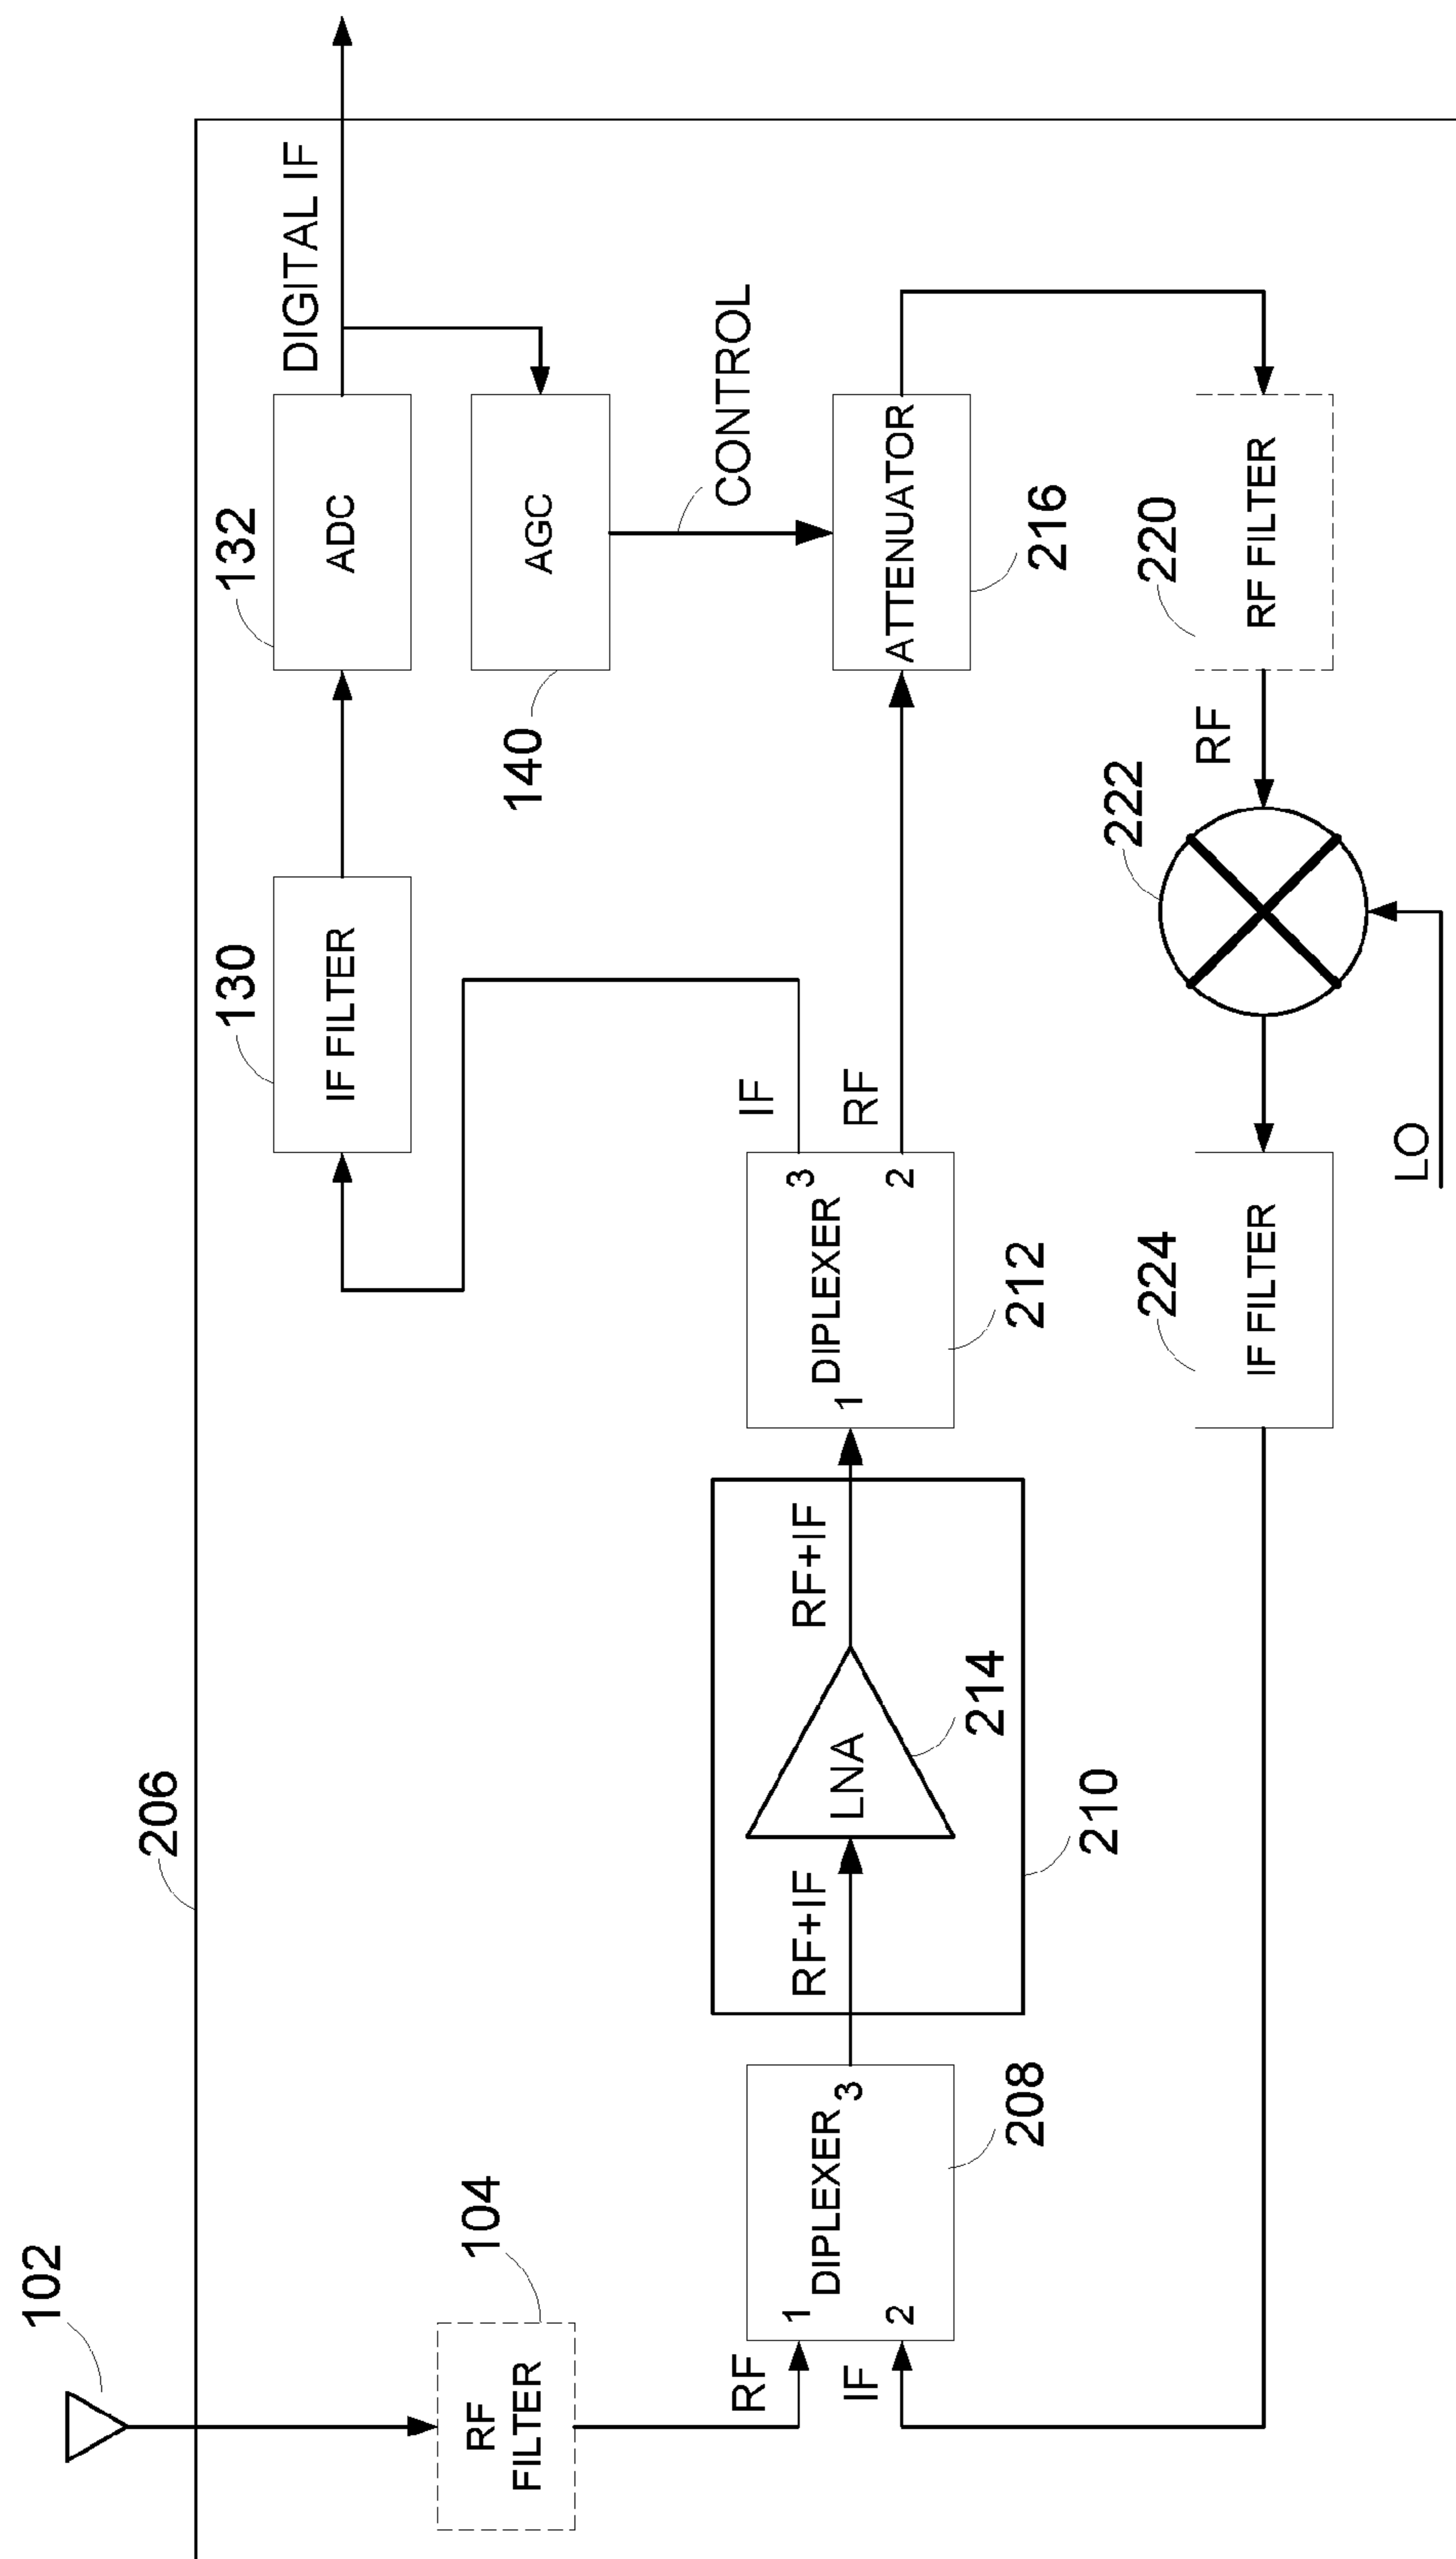 102
206
104
RF
FILTER
RF
IF
1
2
DIPLEXER
3
208
RF+IF
LNA
214
RF+IF
210
1
DIPLEXER
3
2
212
IF
RF
130
IF FILTER
132
ADC
DIGITAL IF
AGC
140
CONTROL
ATTENUATOR
216
220
RF FILTER
RF
222
LO
224
IF FILTER